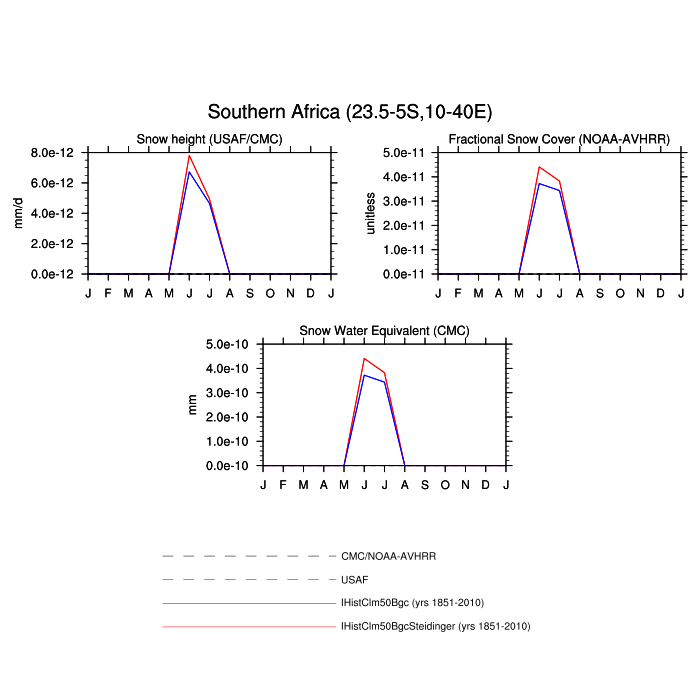 Southern Africa (23.5-5S,10-40E)
Snow height (USAF/CMC)
mm/d
8.0e-12
6.0e-12
4.0e-12
2.0e-12
0.0e-12
J F M A M J J A S O N D J
Fractional Snow Cover (NOAA-AVHRR)
unitless
5.0e-11
4.0e-11
3.0e-11
2.0e-11
1.0e-11
0.0e-11
J F M A M J J A S O N D J
Snow Water Equivalent (CMC)
mm
5.0e-10
4.0e-10
3.0e-10
2.0e-10
1.0e-10
0.0e-10
J F M A M J J A S O N D J
CMC/NOAA-AVHRR
USAF
IHistClm50Bgc (yrs 1851-2010)
IHistClm50BgcSteidinger (yrs 1851-2010)